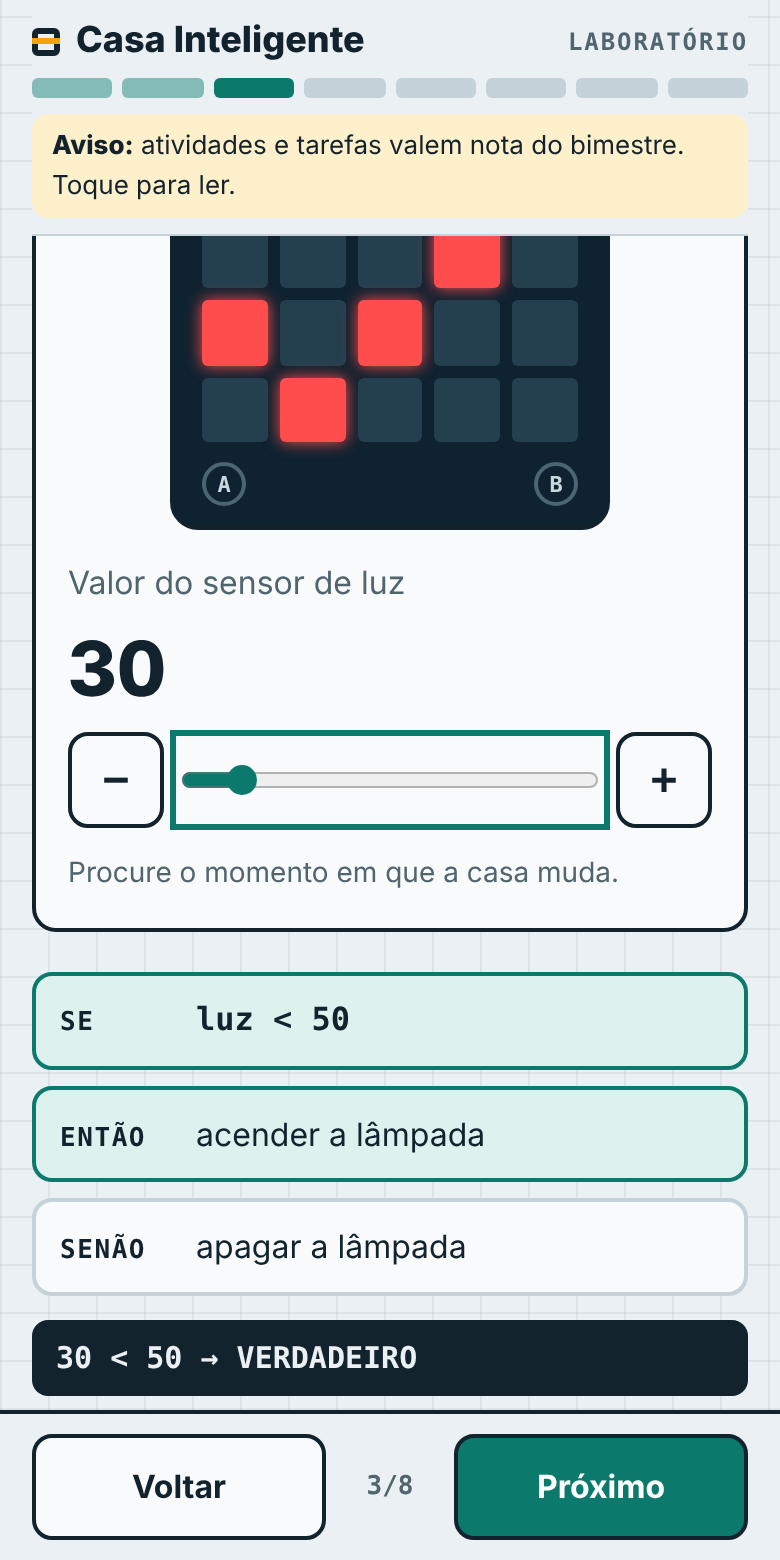 Casa Inteligente
LABORATÓRIO
Aviso: atividades e tarefas valem nota do bimestre.
Toque para ler.
A
B
Valor do sensor de luz
30
−
+
Procure o momento em que a casa muda.
SE luz < 50
ENTÃO acender a lâmpada
SENÃO apagar a lâmpada
30 < 50 → VERDADEIRO
Voltar
3/8
Próximo